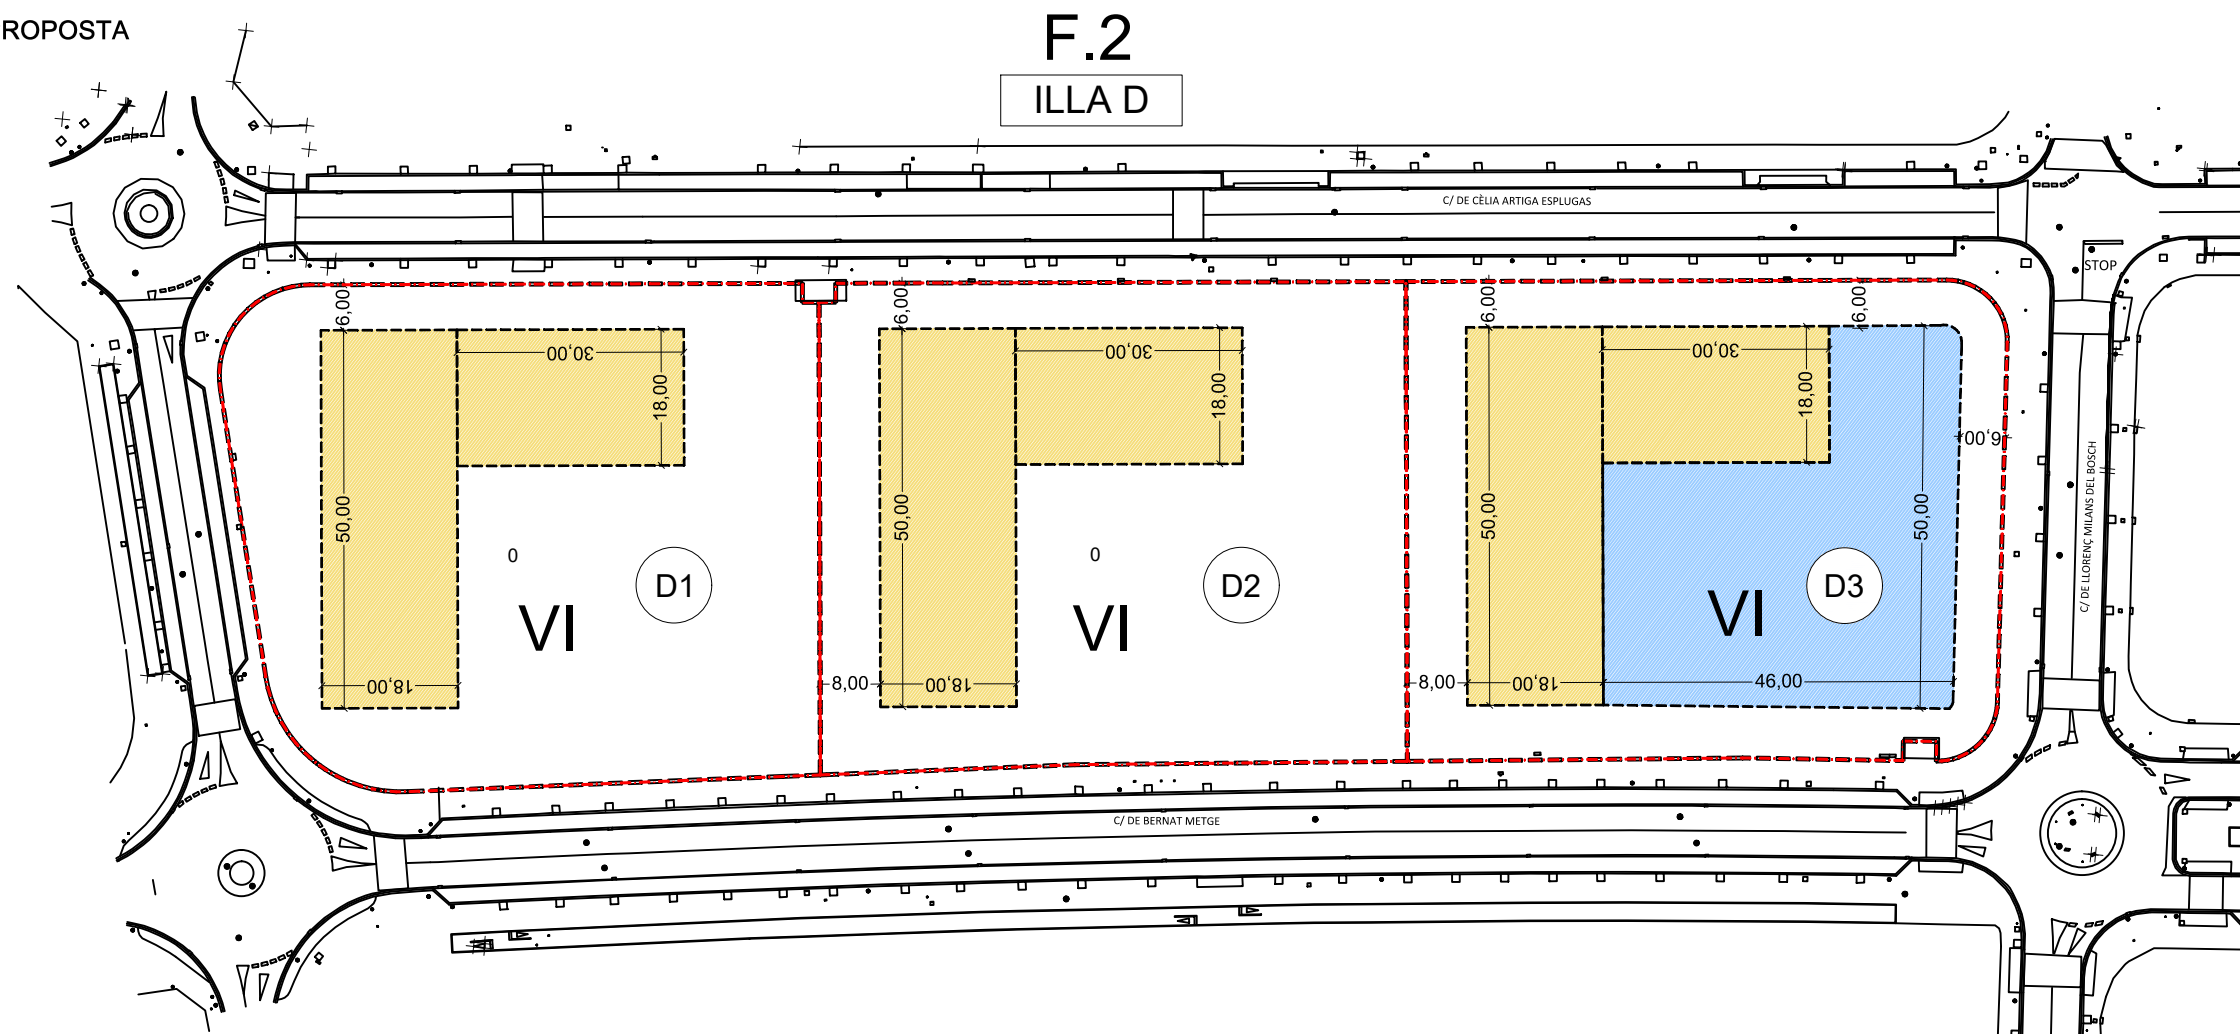 ROPOSTA
F.2
ILLA D
C/ DE CÈLIA ARTIGA ESPLUGAS
STOP
6,00
6,00
6,00
6,00
30,00
30,00
30,00
18,00
18,00
18,00
6,00
50,00
50,00
50,00
50,00
0
0
D1
D2
D3
VI
VI
VI
C/ DE LLORENÇ MILANS DEL BOSCH
18,00
8,00
18,00
8,00
18,00
46,00
C/ DE BERNAT METGE